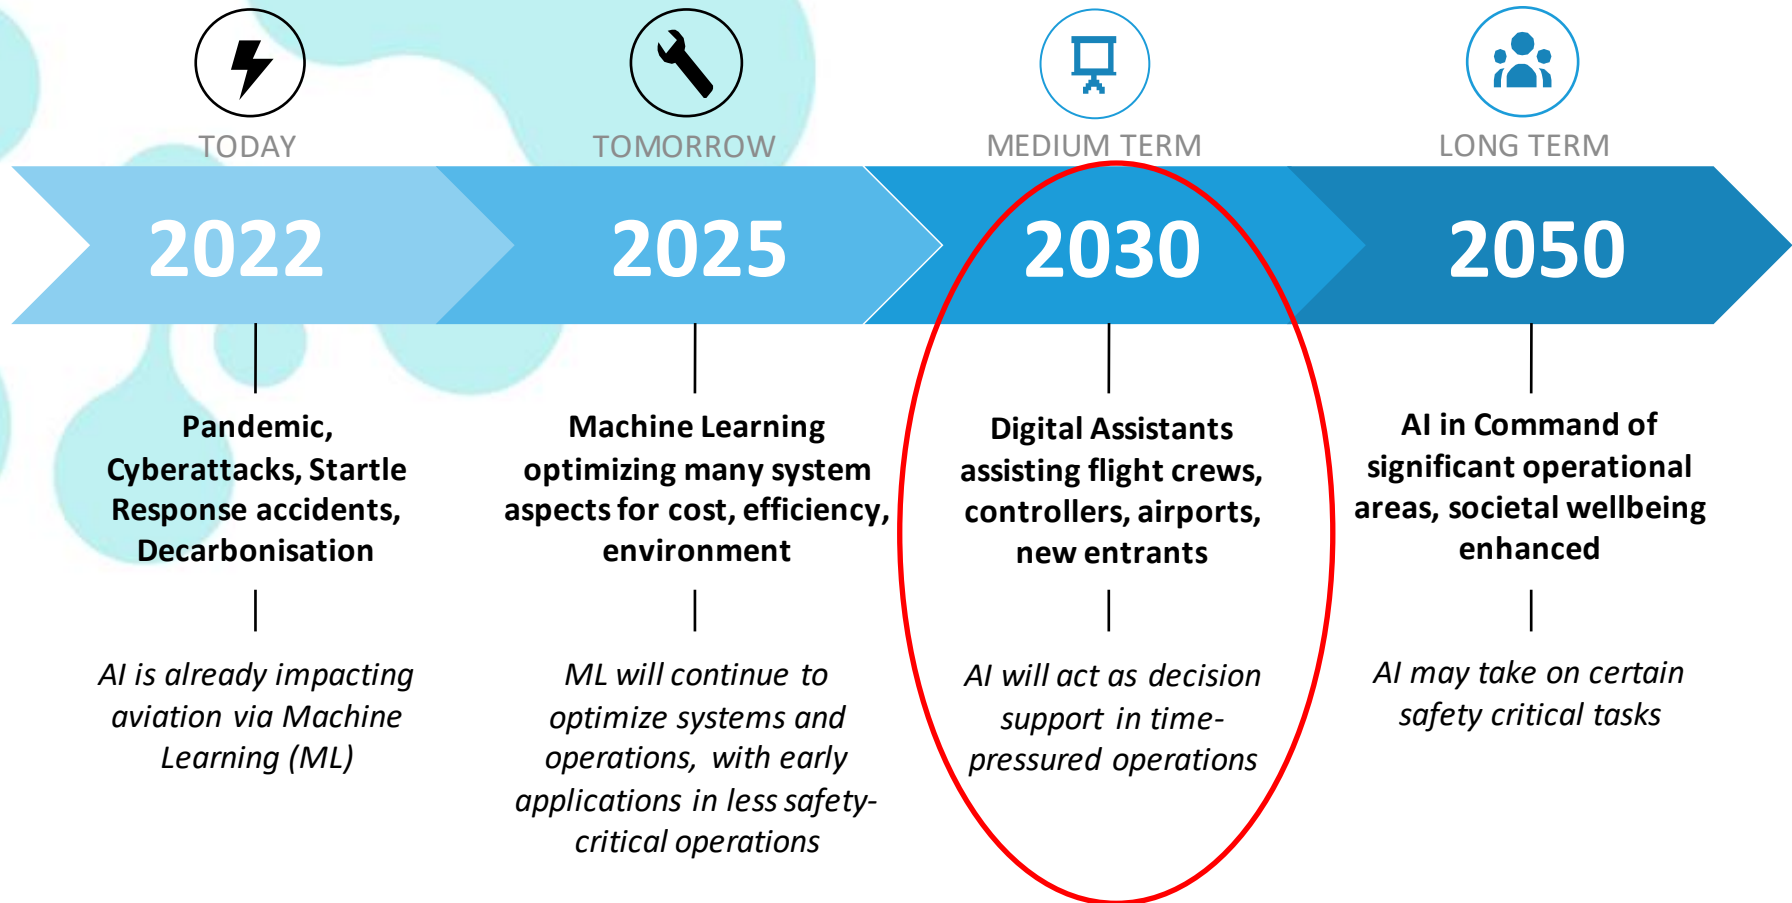 TODAY
TOMORROW
MEDIUM TERM
LONG TERM
2022
2025
2030
2050
Pandemic,
Cyberattacks, Startle
Response accidents,
Decarbonisation
Machine Learning
optimizing many system
aspects for cost, efficiency,
environment
Digital Assistants
assisting flight crews,
controllers, airports,
new entrants
AI in Command of
significant operational
areas, societal wellbeing
enhanced
AI is already impacting
aviation via Machine
Learning (ML)
ML will continue to
optimize systems and
operations, with early
applications in less safety-
critical operations
AI will act as decision
support in time-
pressured operations
AI may take on certain
safety critical tasks